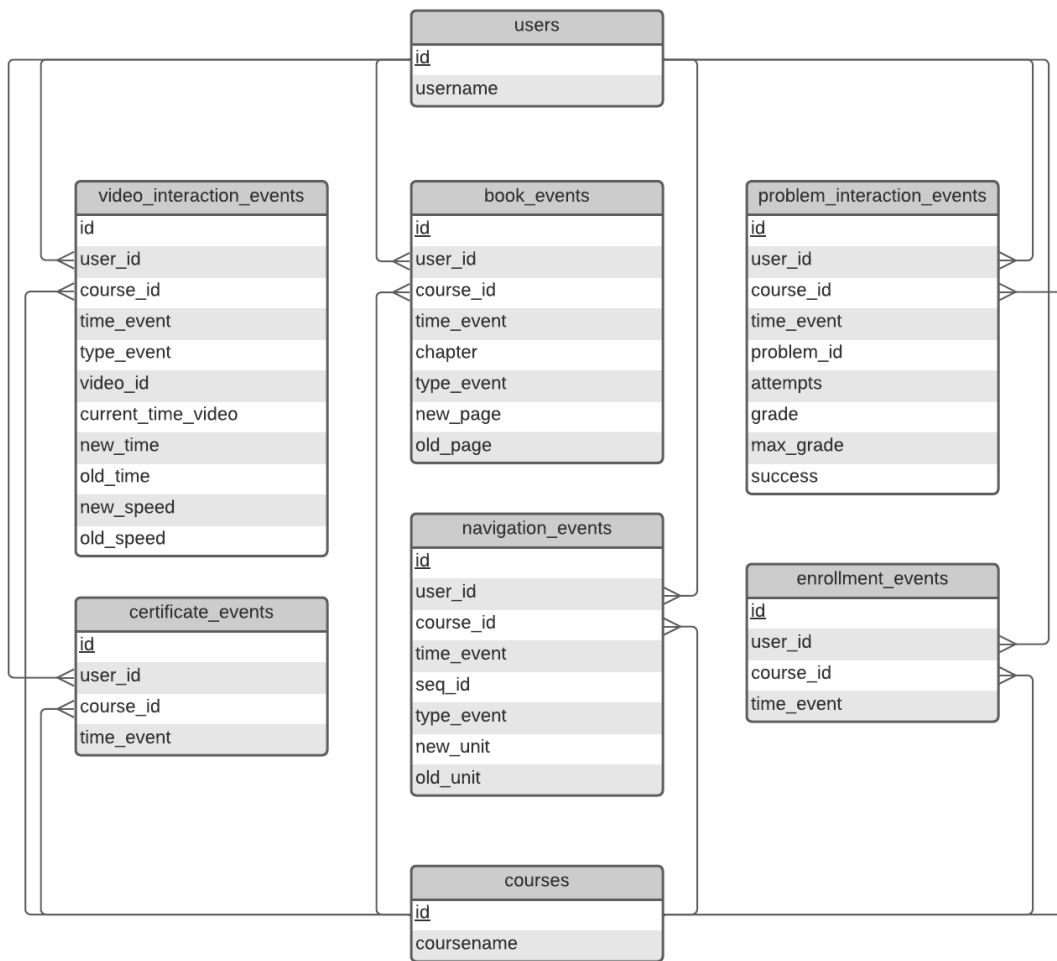 users
id
username
video_interaction_events
id
user_id
course_id
time_event
type_event
video_id
current_time_video
new_time
old_time
new_speed
old_speed
book_events
id
user_id
course_id
time_event
chapter
type_event
new_page
old_page
problem_interaction_events
id
user_id
course_id
time_event
problem_id
attempts
grade
max_grade
success
certificate_events
id
user_id
course_id
time_event
navigation_events
id
user_id
course_id
time_event
seq_id
type_event
new_unit
old_unit
enrollment_events
id
user_id
course_id
time_event
courses
id
coursename